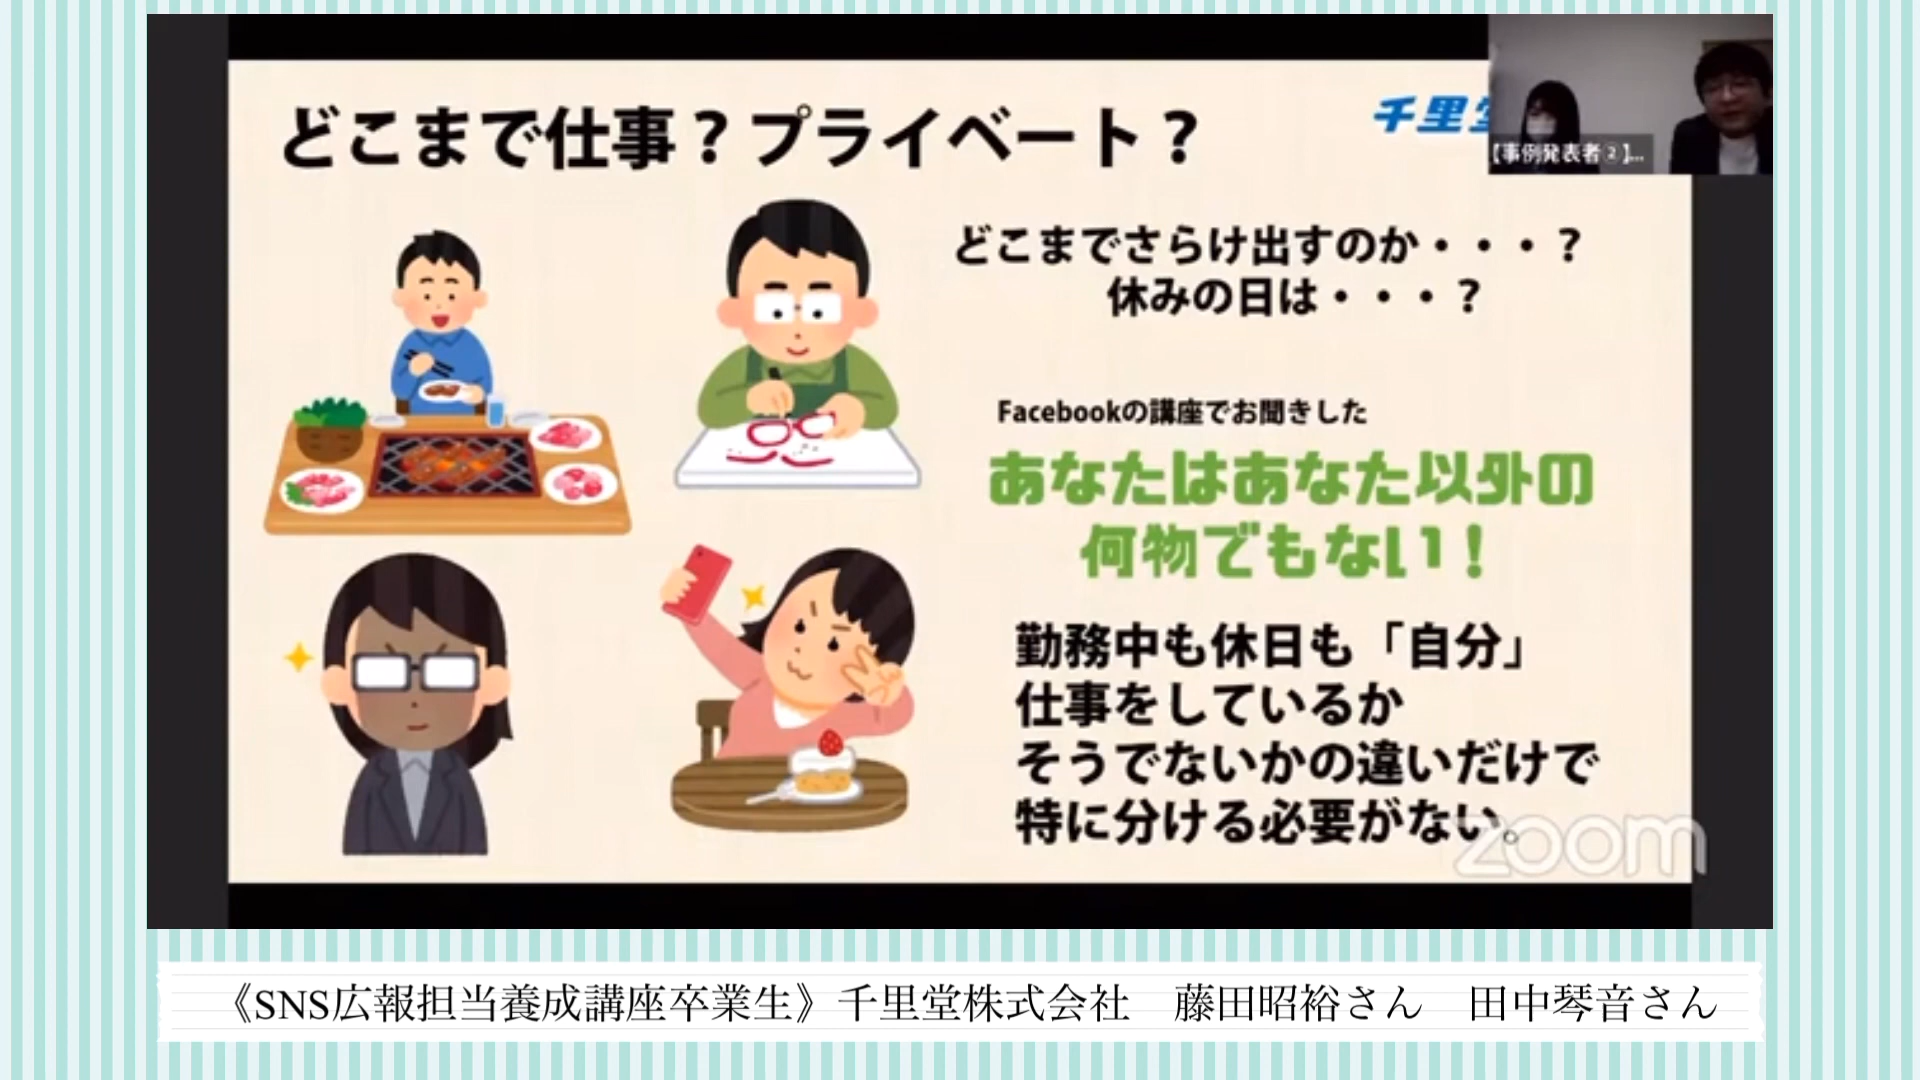 どこまで仕事？プライベート？
千里
【事例発表者②】...
どこまでさらけ出すのか・・・？
休みの日は・・・？
Facebookの講座でお聞きした
あなたはあなた以外の
何物でもない！
勤務中も休日も「自分」
仕事をしているか
そうでないかの違いだけで
特に分ける必要がない。
zoom
《SNS広報担当養成講座卒業生》千里堂株式会社　藤田昭裕さん　田中琴音さん